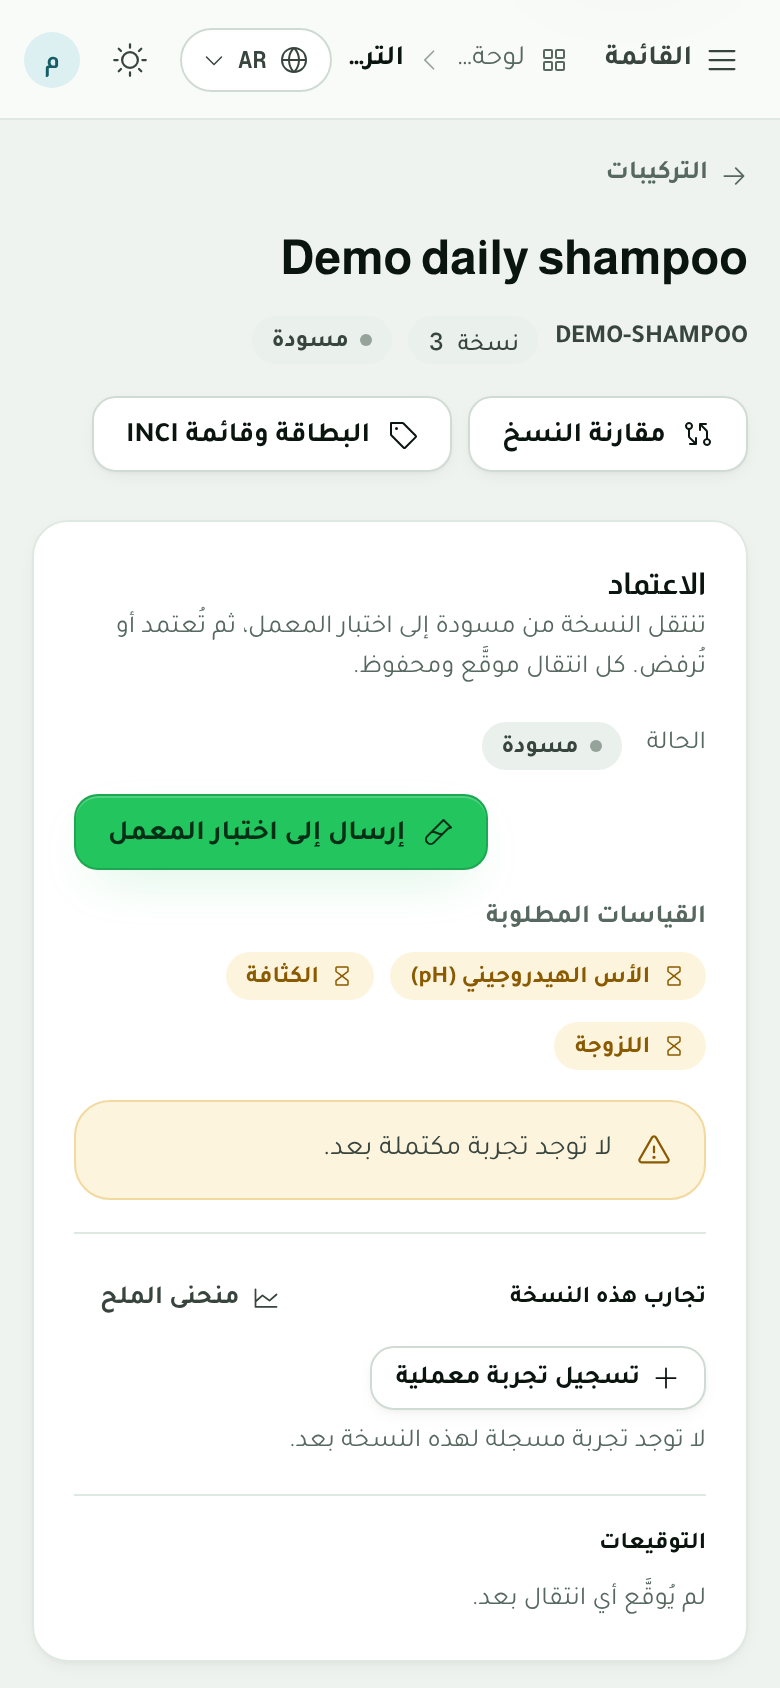 القائمة
لوحة...
التر...
AR
م
التركيبات
Demo daily shampoo
DEMO-SHAMPOO
نسخة 3
مسودة
مقارنة النسخ
البطاقة وقائمة INCI
الاعتماد
تنتقل النسخة من مسودة إلى اختبار المعمل، ثم تُعتمد أو
تُرفض. كل انتقال موقَّع ومحفوظ.
الحالة
مسودة
إرسال إلى اختبار المعمل
القياسات المطلوبة
الأس الهيدروجيني (pH)
الكثافة
اللزوجة
لا توجد تجربة مكتملة بعد.
تجارب هذه النسخة
منحنى الملح
تسجيل تجربة معملية
لا توجد تجربة مسجلة لهذه النسخة بعد.
التوقيعات
لم يُوقَّع أي انتقال بعد.